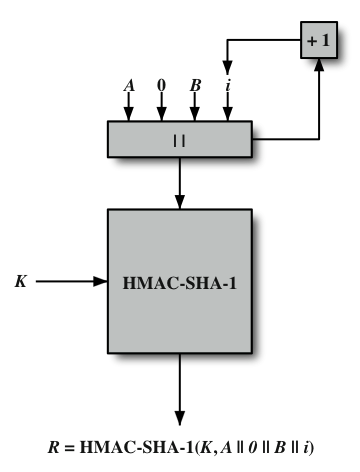 + 1
A 0 B i
||
K
HMAC-SHA-1
R = HMAC-SHA-1(K, A || 0 || B || i)